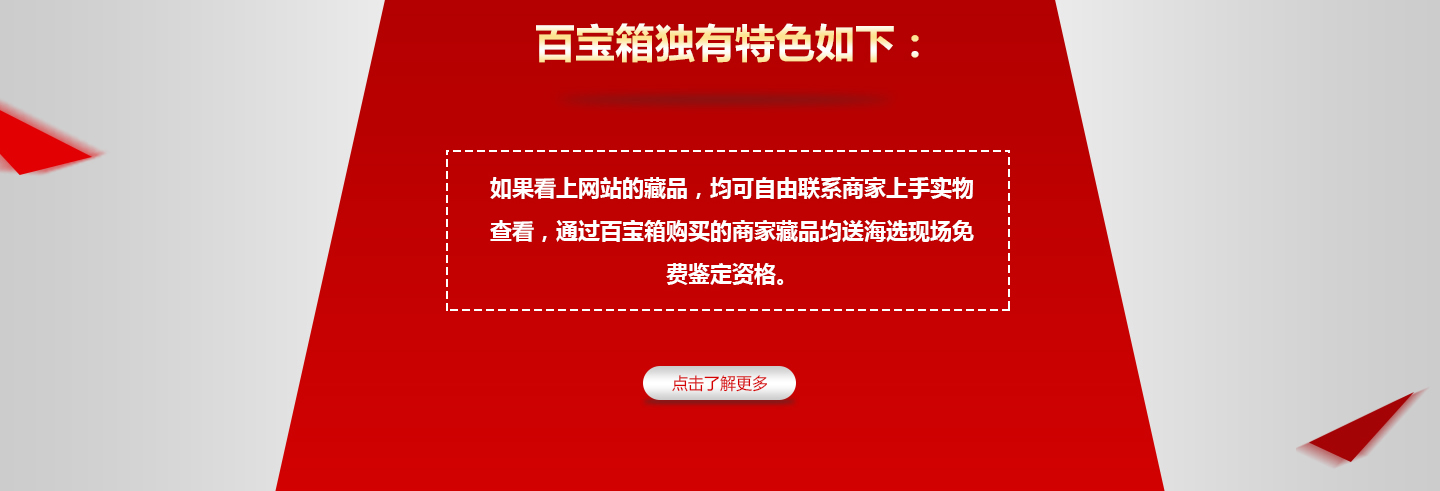 百宝箱独有特色如下：
如果看上网站的藏品，均可自由联系商家上手实物
查看，通过百宝箱购买的商家藏品均送海选现场免
费鉴定资格。
点击了解更多